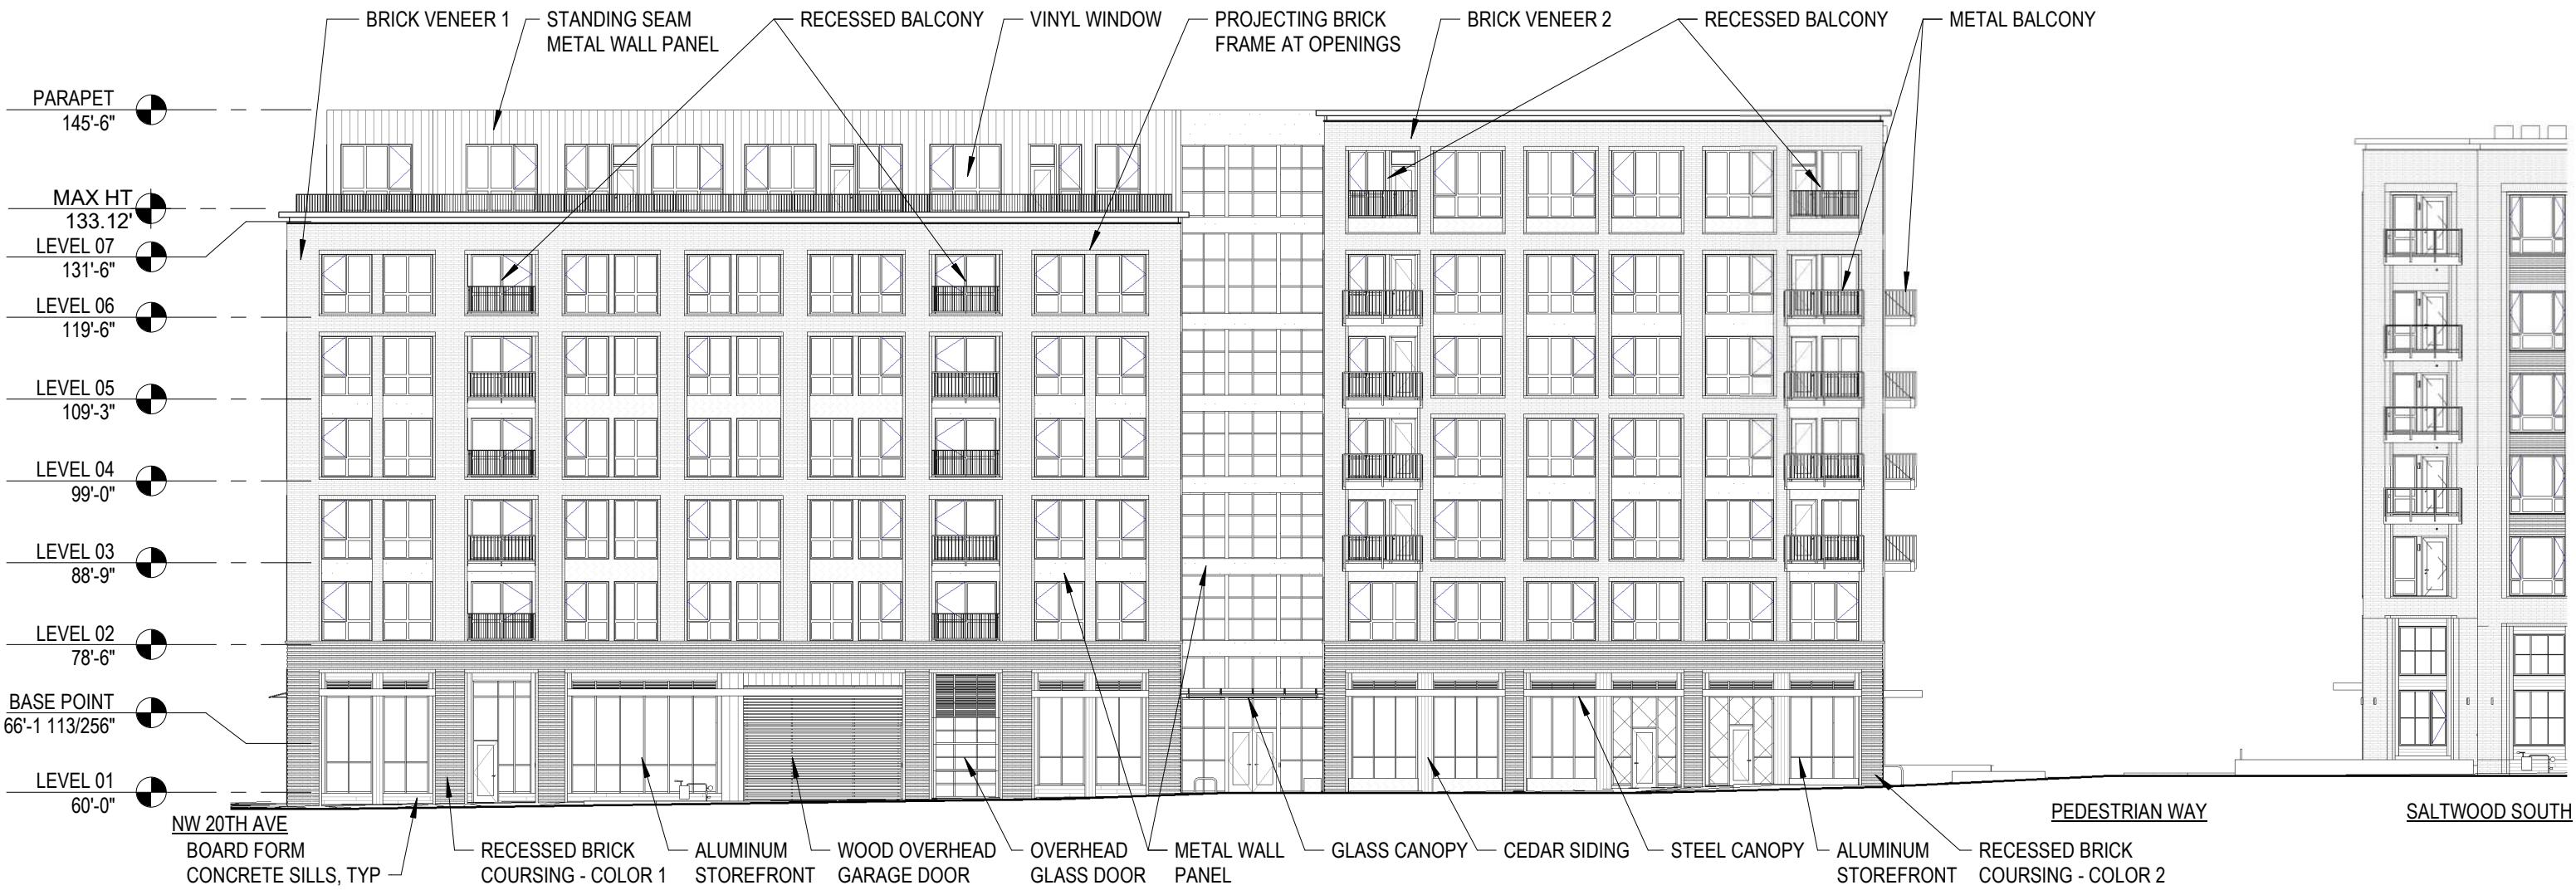 BRICK VENEER 1
STANDING SEAM
METAL WALL PANEL
RECESSED BALCONY
VINYL WINDOW
PROJECTING BRICK
FRAME AT OPENINGS
BRICK VENEER 2
RECESSED BALCONY
METAL BALCONY
PARAPET
145'-6"
MAX HT
133.12'
LEVEL 07
131'-6"
LEVEL 06
119'-6"
LEVEL 05
109'-3"
LEVEL 04
99'-0"
LEVEL 03
88'-9"
LEVEL 02
78'-6"
BASE POINT
66'-1 113/256"
LEVEL 01
60'-0"
NW 20TH AVE
PEDESTRIAN WAY
SALTWOOD SOUTH
BOARD FORM
CONCRETE SILLS, TYP
RECESSED BRICK
COURSING - COLOR 1
ALUMINUM
STOREFRONT
WOOD OVERHEAD
GARAGE DOOR
OVERHEAD
GLASS DOOR
METAL WALL
PANEL
GLASS CANOPY
CEDAR SIDING
STEEL CANOPY
ALUMINUM
STOREFRONT
RECESSED BRICK
COURSING - COLOR 2